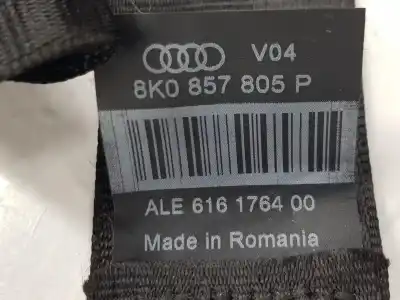 V04
8K0 857 805 P
ALE 616 1764 00
Made in Romania